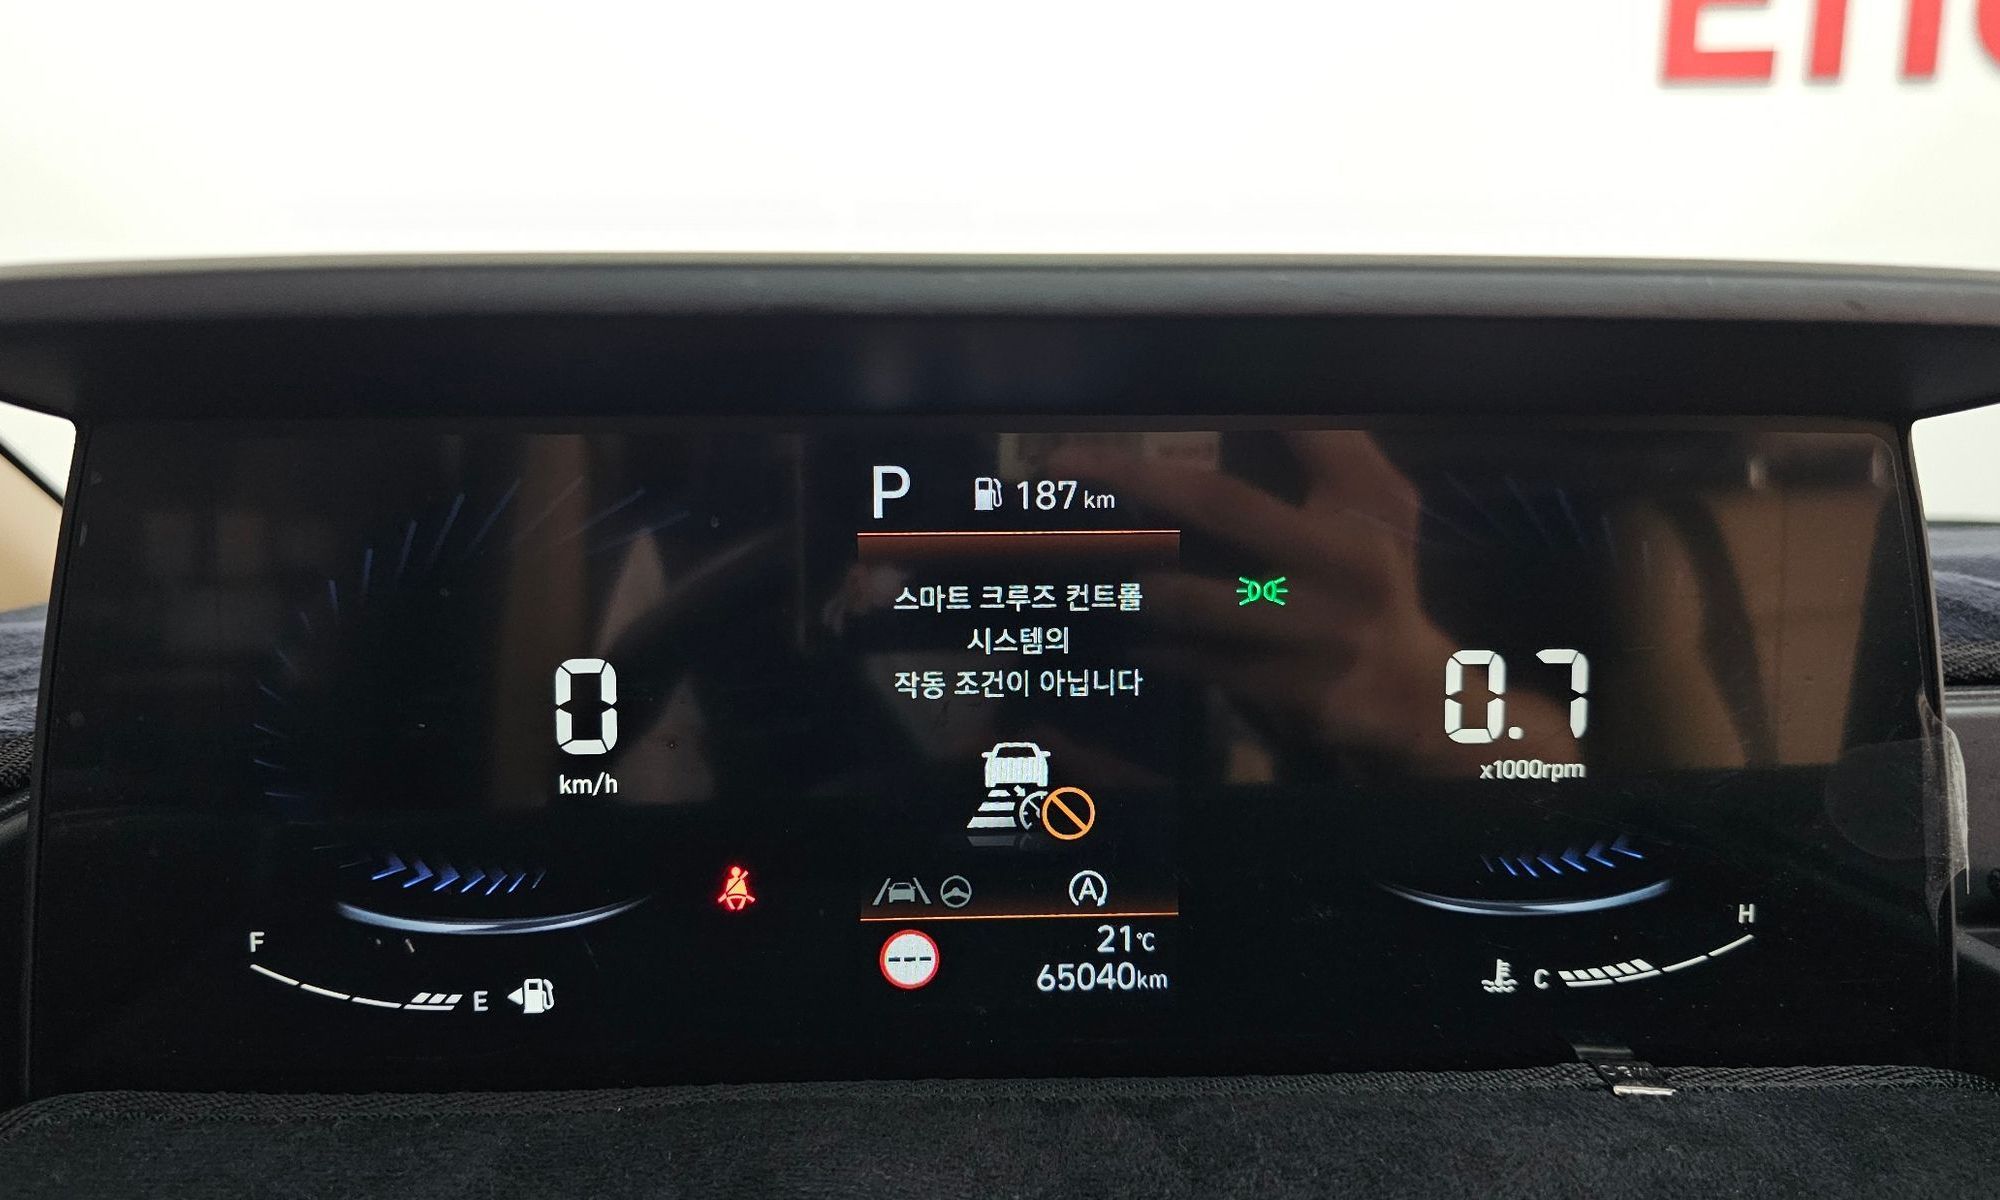 P 187 km
스마트 크루즈 컨트롤
시스템의
작동 조건이 아닙니다
0
km/h
0.7
x1000rpm
A
F
E
---
21℃
65040km
C
H